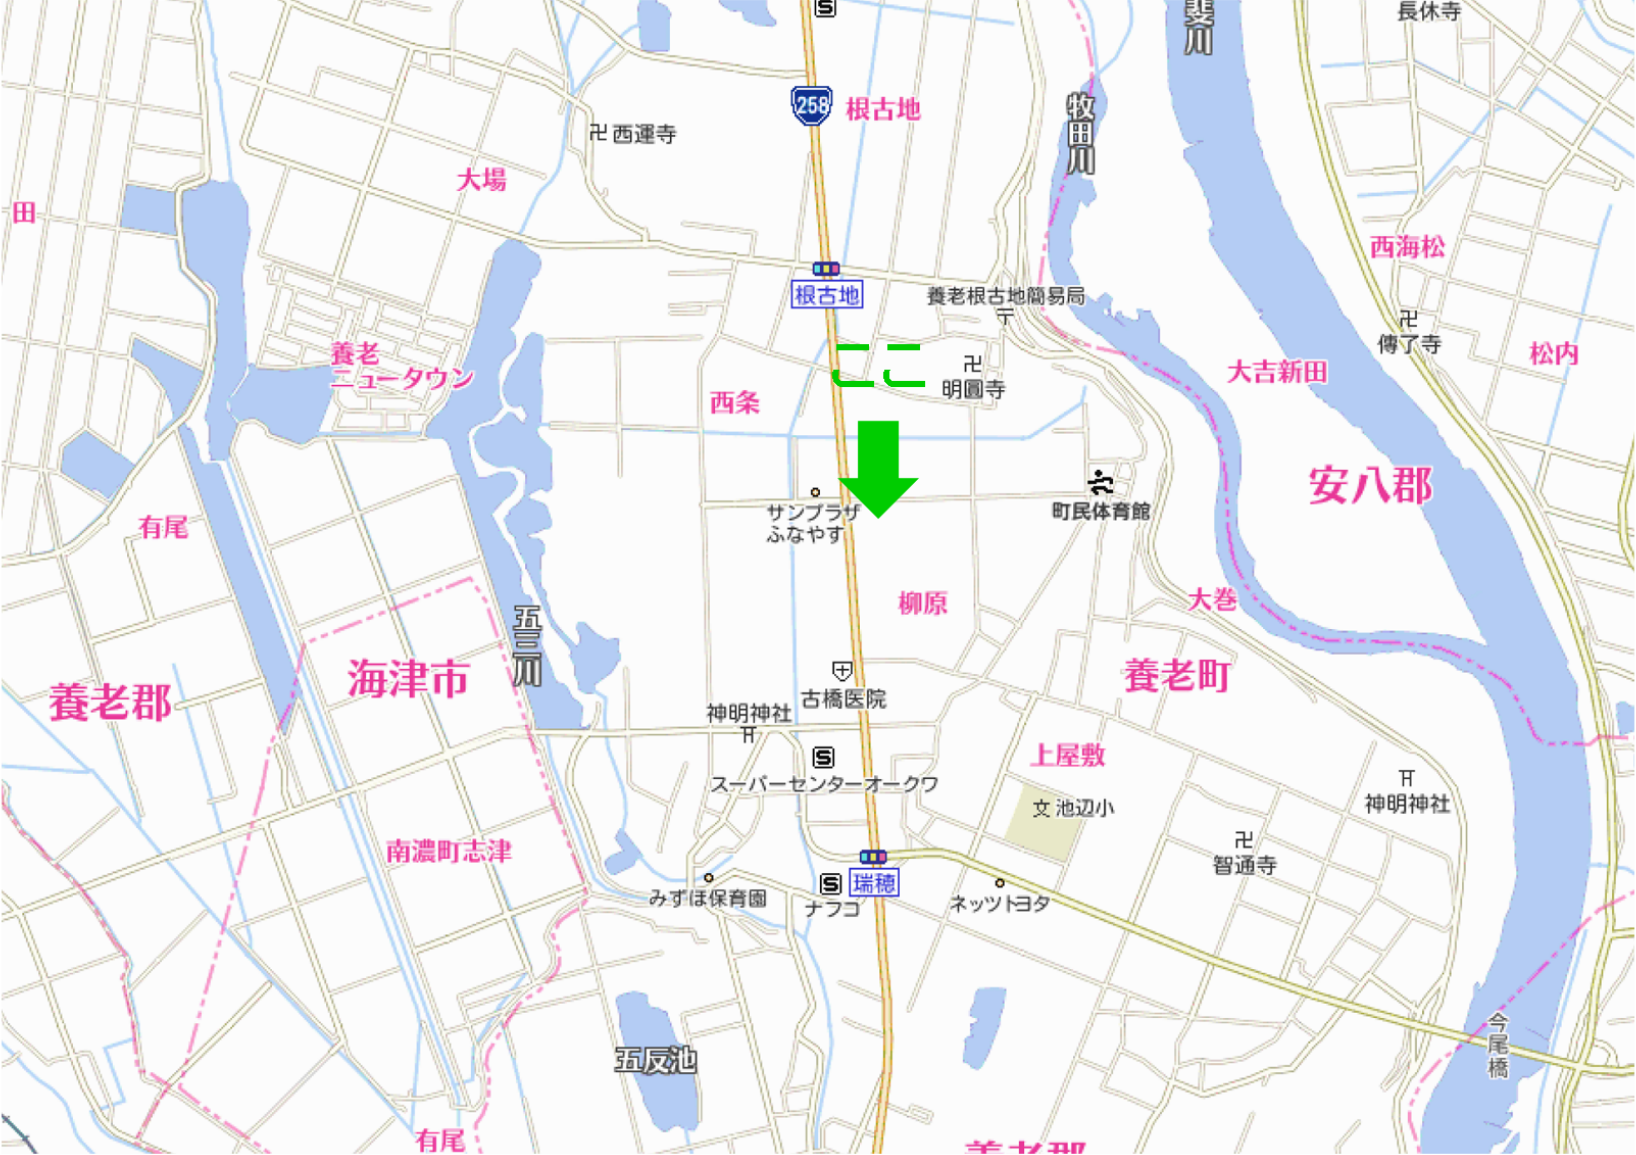 S
斐川
長休寺
258
根古地
牧田川
卍西運寺
大場
田
西海松
根古地
養老根古地簡易局
〒
卍
傳了寺
養老
ニュータウン
大吉新田
松内
卍
明圓寺
西条
安八郡
サンプラザ
ふなやす
町民体育館
有尾
柳原
大巻
五三川
海津市
養老郡
養老町
古橋医院
神明神社
上屋敷
S
スーパーセンターオークワ
文池辺小
神明神社
卍
智通寺
南濃町志津
みずほ保育園
S
瑞穂
ナフコ
ネッツトヨタ
今尾橋
五反池
有尾
養老郡